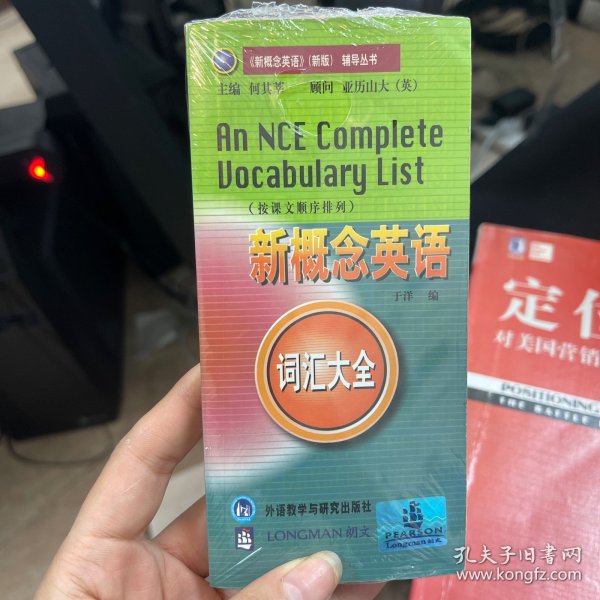 《新概念英语》(新版) 辅导丛书
主编 何其莘 顾问 亚历山大(英)
An NCE Complete
Vocabulary List
(按课文顺序排列)
新概念英语
于洋 编
词汇大全
外语教学与研究出版社
LONGMAN 朗文
PEARSON
Longman 朗文
定位
对美国营销
POSITIONING
THE BATTLE
孔夫子旧书网
www.kongfz.com